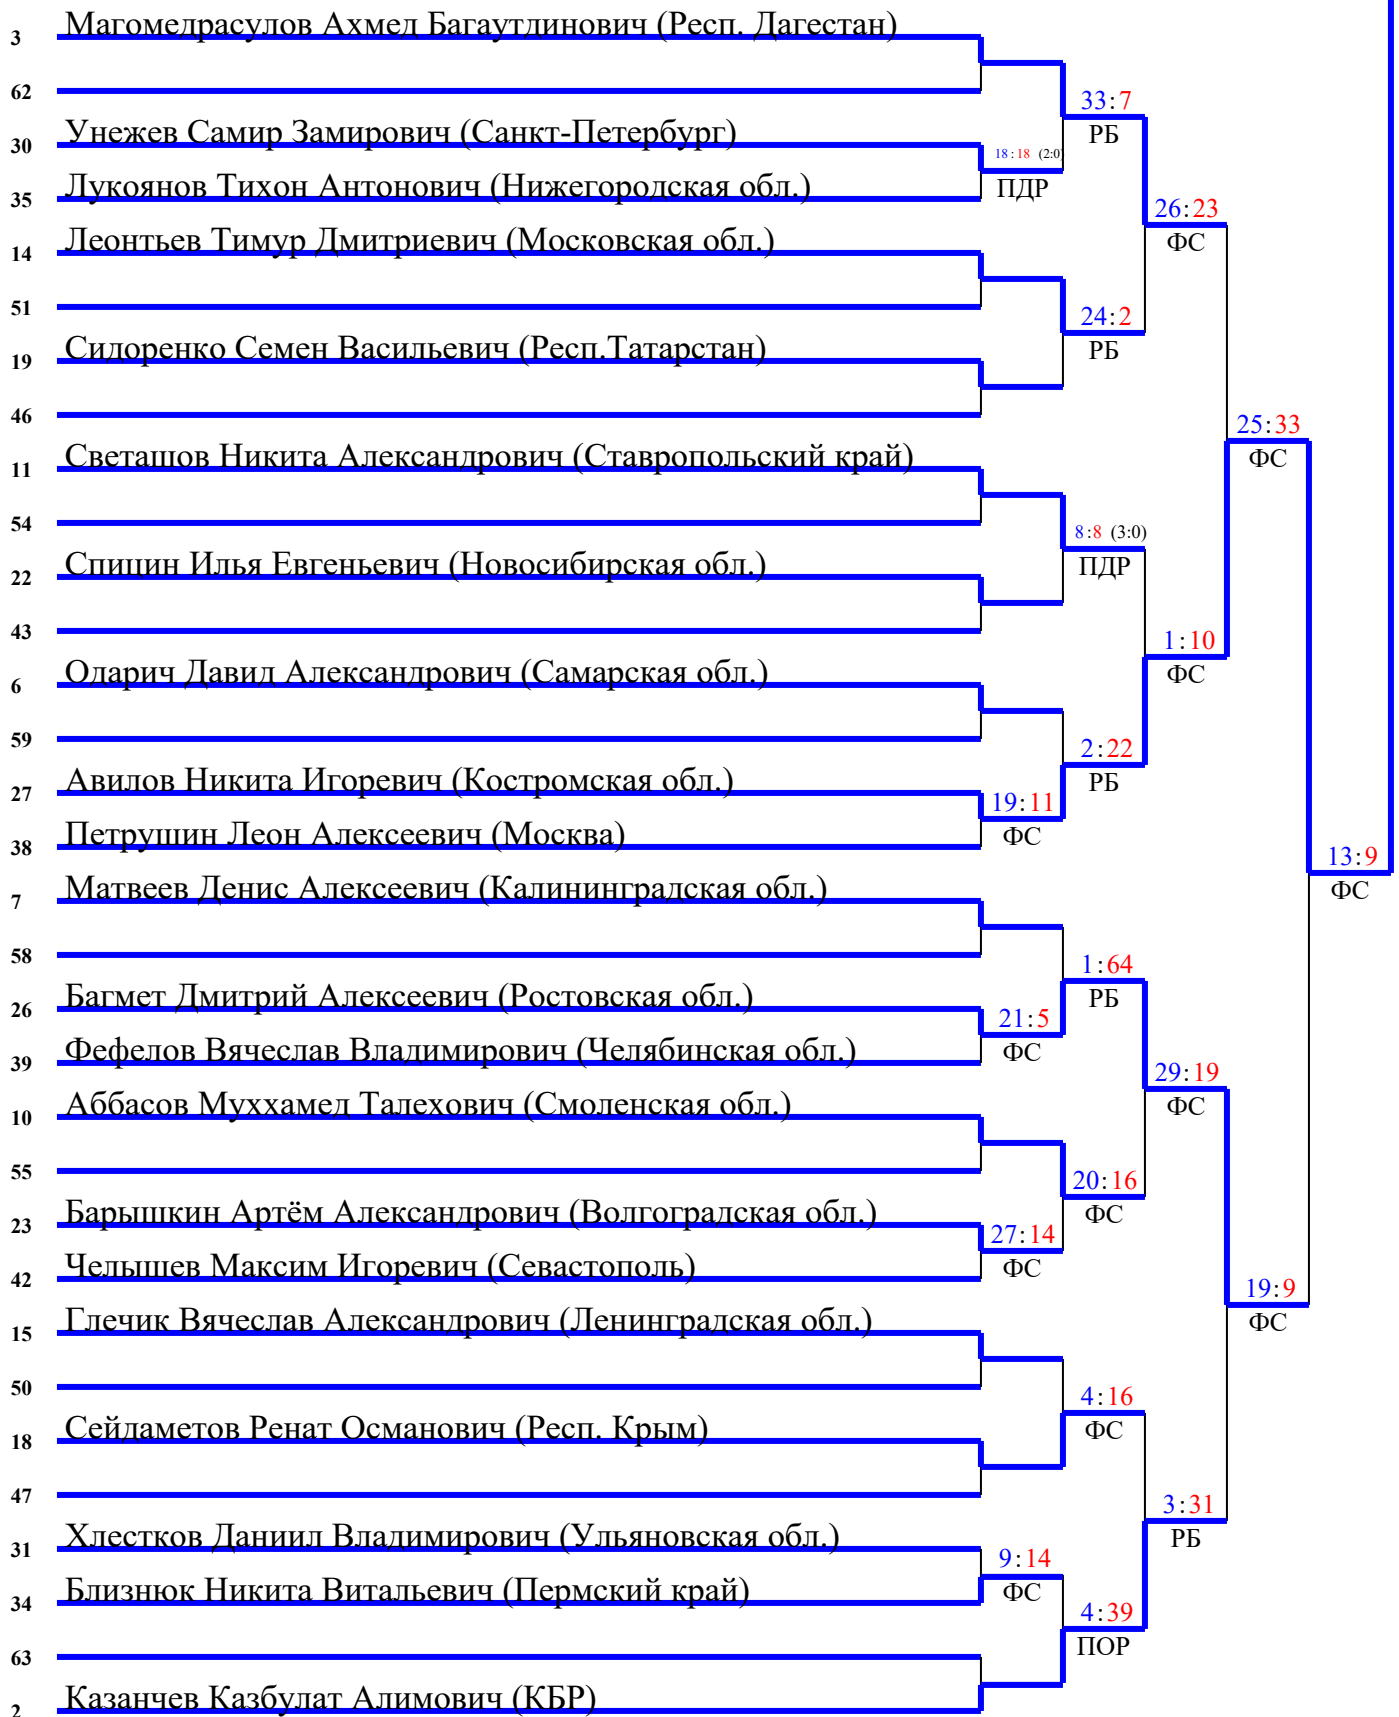 3 Магомедрасулов Ахмед Багаутдинович (Респ. Дагестан)
62
33:7
РБ
30 Унежев Самир Замирович (Санкт-Петербург)
18:18 (2:0)
ПДР
35 Лукоянов Тихон Антонович (Нижегородская обл.)
26:23
ФС
14 Леонтьев Тимур Дмитриевич (Московская обл.)
51
24:2
РБ
19 Сидоренко Семен Васильевич (Респ.Татарстан)
46
25:33
ФС
11 Светашов Никита Александрович (Ставропольский край)
54
8:8 (3:0)
ПДР
22 Спицин Илья Евгеньевич (Новосибирская обл.)
43
1:10
ФС
6 Одарич Давид Александрович (Самарская обл.)
59
2:22
РБ
27 Авилов Никита Игоревич (Костромская обл.)
19:11
ФС
38 Петрушин Леон Алексеевич (Москва)
13:9
ФС
7 Матвеев Денис Алексеевич (Калининградская обл.)
58
1:64
РБ
26 Багмет Дмитрий Алексеевич (Ростовская обл.)
21:5
ФС
39 Фефелов Вячеслав Владимирович (Челябинская обл.)
29:19
ФС
10 Аббасов Муххамед Талехович (Смоленская обл.)
55
20:16
ФС
23 Барышкин Артём Александрович (Волгоградская обл.)
27:14
ФС
42 Челышев Максим Игоревич (Севастополь)
19:9
ФС
15 Глечик Вячеслав Александрович (Ленинградская обл.)
50
4:16
ФС
18 Сейдаметов Ренат Османович (Респ. Крым)
47
3:31
РБ
31 Хлестков Даниил Владимирович (Ульяновская обл.)
9:14
ФС
34 Близнюк Никита Витальевич (Пермский край)
4:39
ПОР
63
2 Казанчев Казбулат Алимович (КБР)